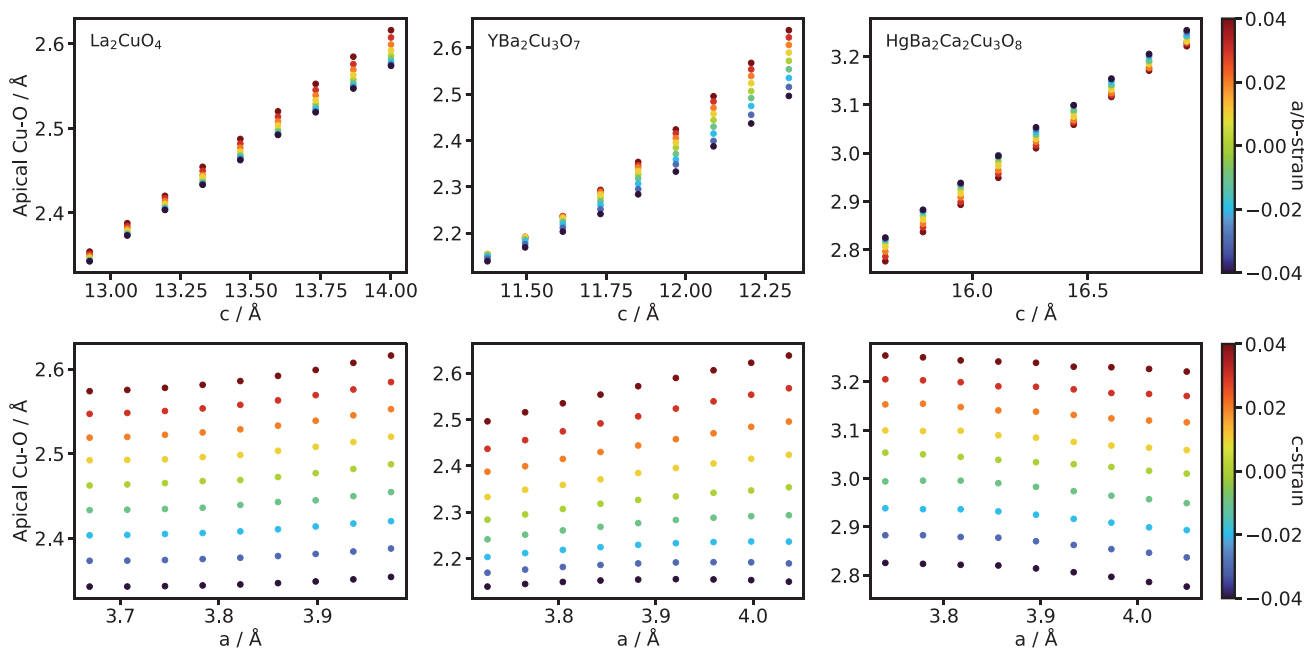 La₂CuO₄
YBa₂Cu₃O₇
HgBa₂Ca₂Cu₃O₈
Apical Cu-O / Å
2.6
2.5
2.4
13.00 13.25 13.50 13.75 14.00
c / Å
2.6
2.5
2.4
2.3
2.2
11.50 11.75 12.00 12.25
c / Å
3.2
3.1
3.0
2.9
2.8
16.0 16.5
c / Å
0.04
0.02
0.00
−0.02
−0.04
a/b-strain
Apical Cu-O / Å
2.6
2.5
2.4
3.7 3.8 3.9
a / Å
2.6
2.5
2.4
2.3
2.2
3.8 3.9 4.0
a / Å
3.2
3.1
3.0
2.9
2.8
3.8 3.9 4.0
a / Å
0.04
0.02
0.00
−0.02
−0.04
c-strain